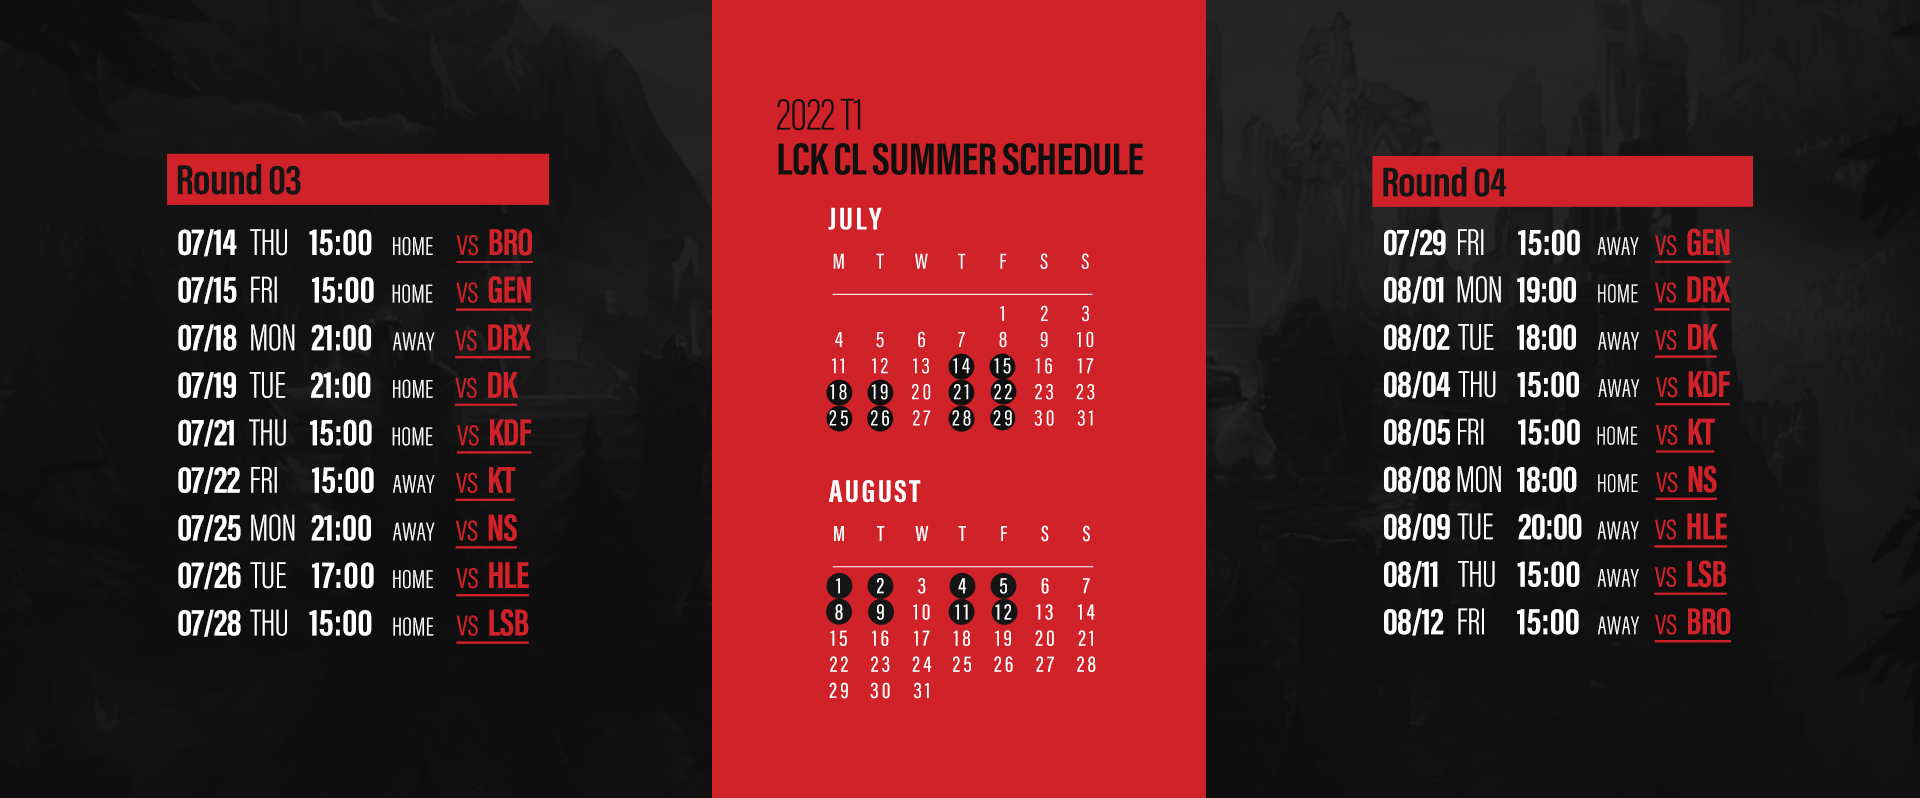 Round 03
07/14 THU 15:00 HOME VS BRO
07/15 FRI 15:00 HOME VS GEN
07/18 MON 21:00 AWAY VS DRX
07/19 TUE 21:00 HOME VS DK
07/21 THU 15:00 HOME VS KDF
07/22 FRI 15:00 AWAY VS KT
07/25 MON 21:00 AWAY VS NS
07/26 TUE 17:00 HOME VS HLE
07/28 THU 15:00 HOME VS LSB
2022 T1
LCK CL SUMMER SCHEDULE
JULY
M T W T F S S
1 2 3
4 5 6 7 8 9 10
11 12 13 14 15 16 17
18 19 20 21 22 23 23
25 26 27 28 29 30 31
AUGUST
M T W T F S S
1 2 3 4 5 6 7
8 9 10 11 12 13 14
15 16 17 18 19 20 21
22 23 24 25 26 27 28
29 30 31
Round 04
07/29 FRI 15:00 AWAY VS GEN
08/01 MON 19:00 HOME VS DRX
08/02 TUE 18:00 AWAY VS DK
08/04 THU 15:00 AWAY VS KDF
08/05 FRI 15:00 HOME VS KT
08/08 MON 18:00 HOME VS NS
08/09 TUE 20:00 AWAY VS HLE
08/11 THU 15:00 AWAY VS LSB
08/12 FRI 15:00 AWAY VS BRO